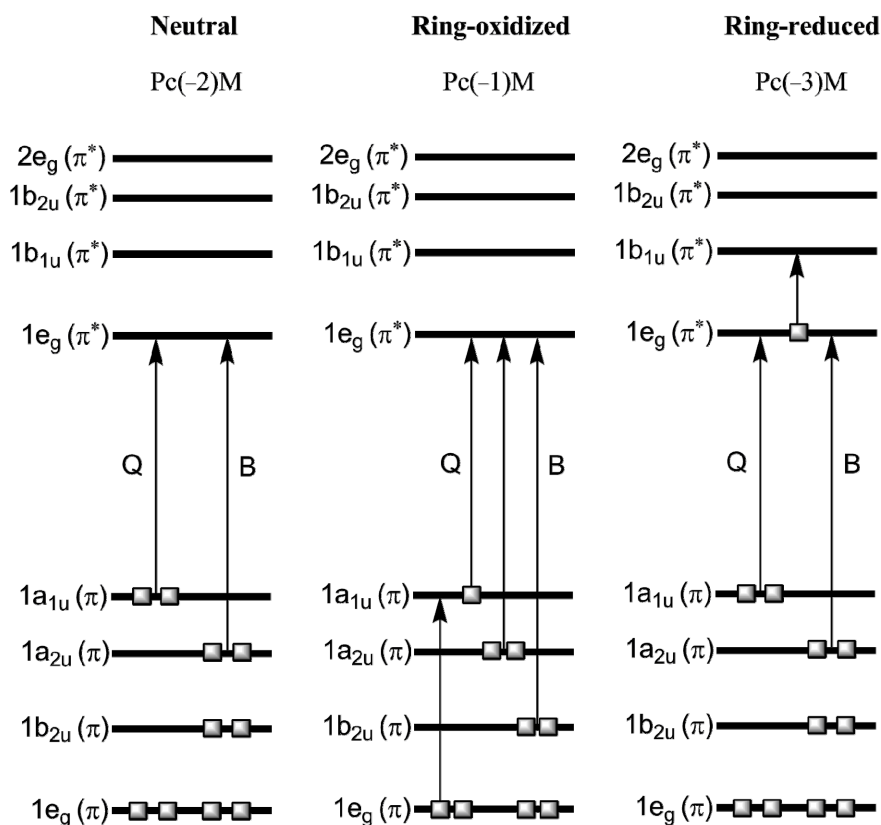 Neutral Ring-oxidized Ring-reduced
Pc(–2)M Pc(–1)M Pc(–3)M
2eg (π*) 2eg (π*) 2eg (π*)
1b2u (π*) 1b2u (π*) 1b2u (π*)
1b1u (π*) 1b1u (π*) 1b1u (π*)
1eg (π*) 1eg (π*) 1eg (π*)
Q B Q B Q B
1a1u (π) 1a1u (π) 1a1u (π)
1a2u (π) 1a2u (π) 1a2u (π)
1b2u (π) 1b2u (π) 1b2u (π)
1eg (π) 1eg (π) 1eg (π)